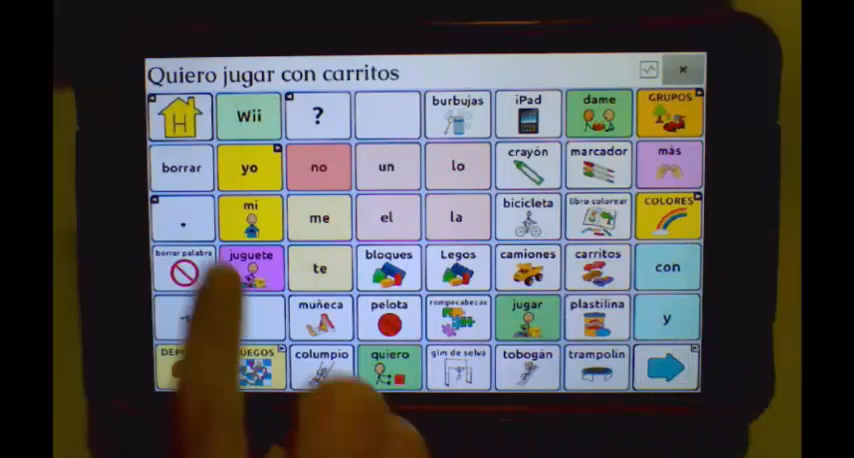 Quiero jugar con carritos
H Wii ? burbujas iPad dame GRUPOS
borrar yo no un lo crayón marcador más
. mi me el la bicicleta libro colorear COLORES
borrar palabra juguete te bloques Legos camiones carritos con
muñeca pelota rompecabezas jugar plastilina y
columpio quiero gim de selva tobogán trampolín